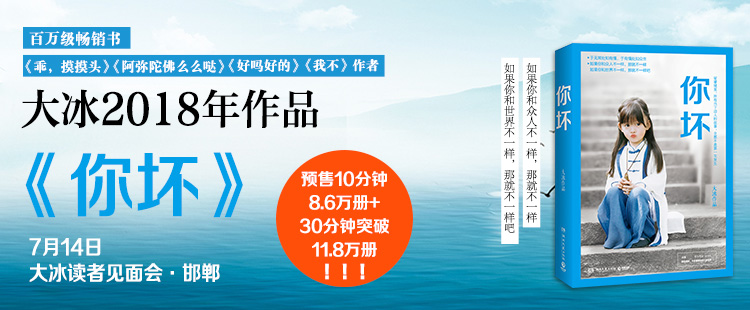 百万级畅销书
《乖，摸摸头》《阿弥陀佛么么哒》《好吗好的》《我不》作者
大冰2018年作品
《你坏》
7月14日
大冰读者见面会·邯郸
预售10分钟
8.6万册+
30分钟突破
11.8万册
！！！
如果你和众人不一样，那就不一样
如果你和世界不一样，那就不一样吧
你坏
大冰作品